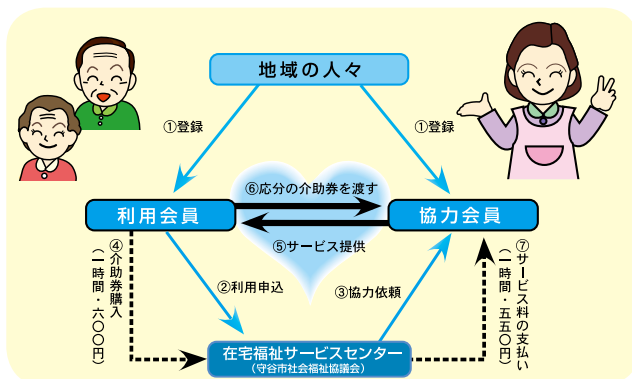 地域の人々
①登録
①登録
⑥応分の介助券を渡す
利用会員
協力会員
⑤サービス提供
②利用申込
③協力依頼
④介助券購入
（一時間・六〇〇円）
⑦サービス料の支払い
（一時間・五五〇円）
在宅福祉サービスセンター
（守谷市社会福祉協議会）